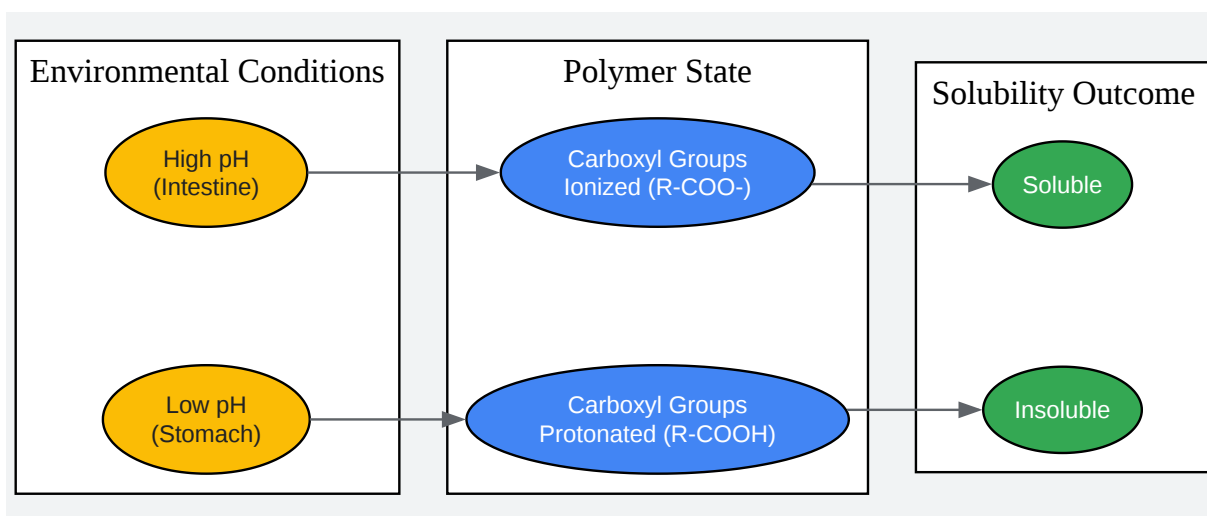 Environmental Conditions
Polymer State
Solubility Outcome
High pH
(Intestine)
Carboxyl Groups
Ionized (R-COO-)
Soluble
Low pH
(Stomach)
Carboxyl Groups
Protonated (R-COOH)
Insoluble